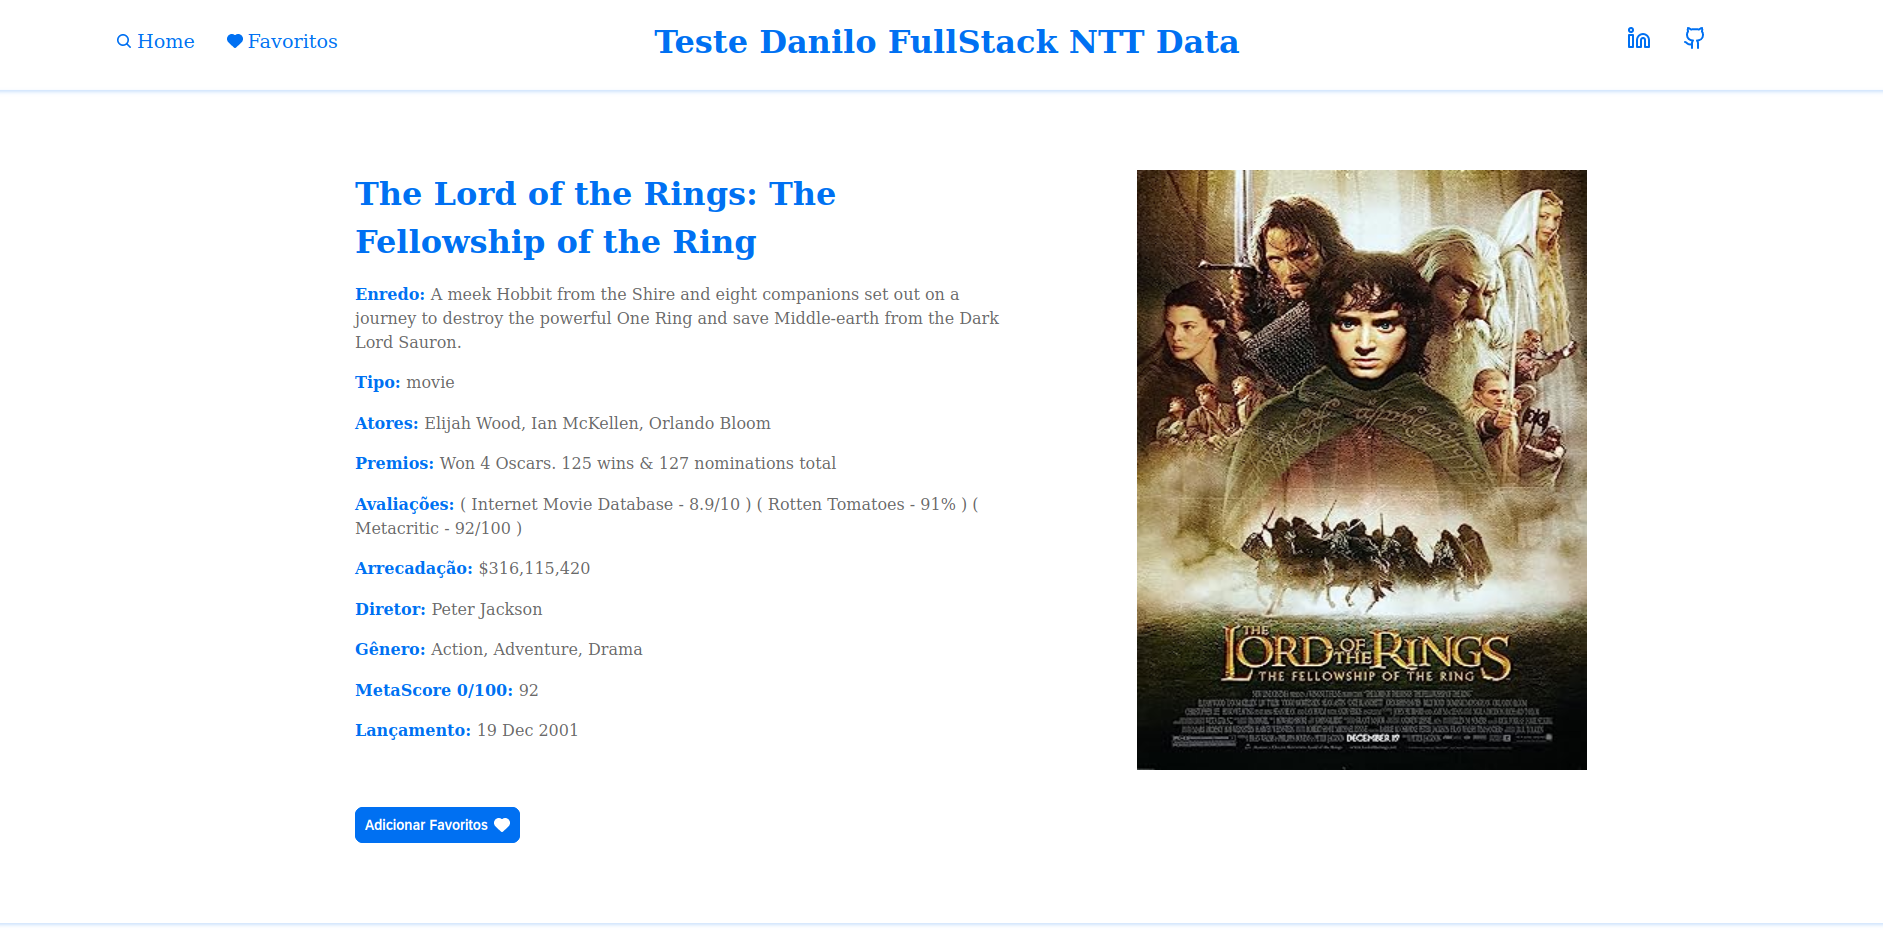 Home
Favoritos
Teste Danilo FullStack NTT Data
The Lord of the Rings: The
Fellowship of the Ring
Enredo: A meek Hobbit from the Shire and eight companions set out on a
journey to destroy the powerful One Ring and save Middle-earth from the Dark
Lord Sauron.
Tipo: movie
Atores: Elijah Wood, Ian McKellen, Orlando Bloom
Premios: Won 4 Oscars. 125 wins & 127 nominations total
Avaliações: ( Internet Movie Database - 8.9/10 ) ( Rotten Tomatoes - 91% ) (
Metacritic - 92/100 )
Arrecadação: $316,115,420
Diretor: Peter Jackson
Gênero: Action, Adventure, Drama
MetaScore 0/100: 92
Lançamento: 19 Dec 2001
Adicionar Favoritos
THE
LORD OF THE RINGS
THE FELLOWSHIP OF THE RING
DECEMBER 19